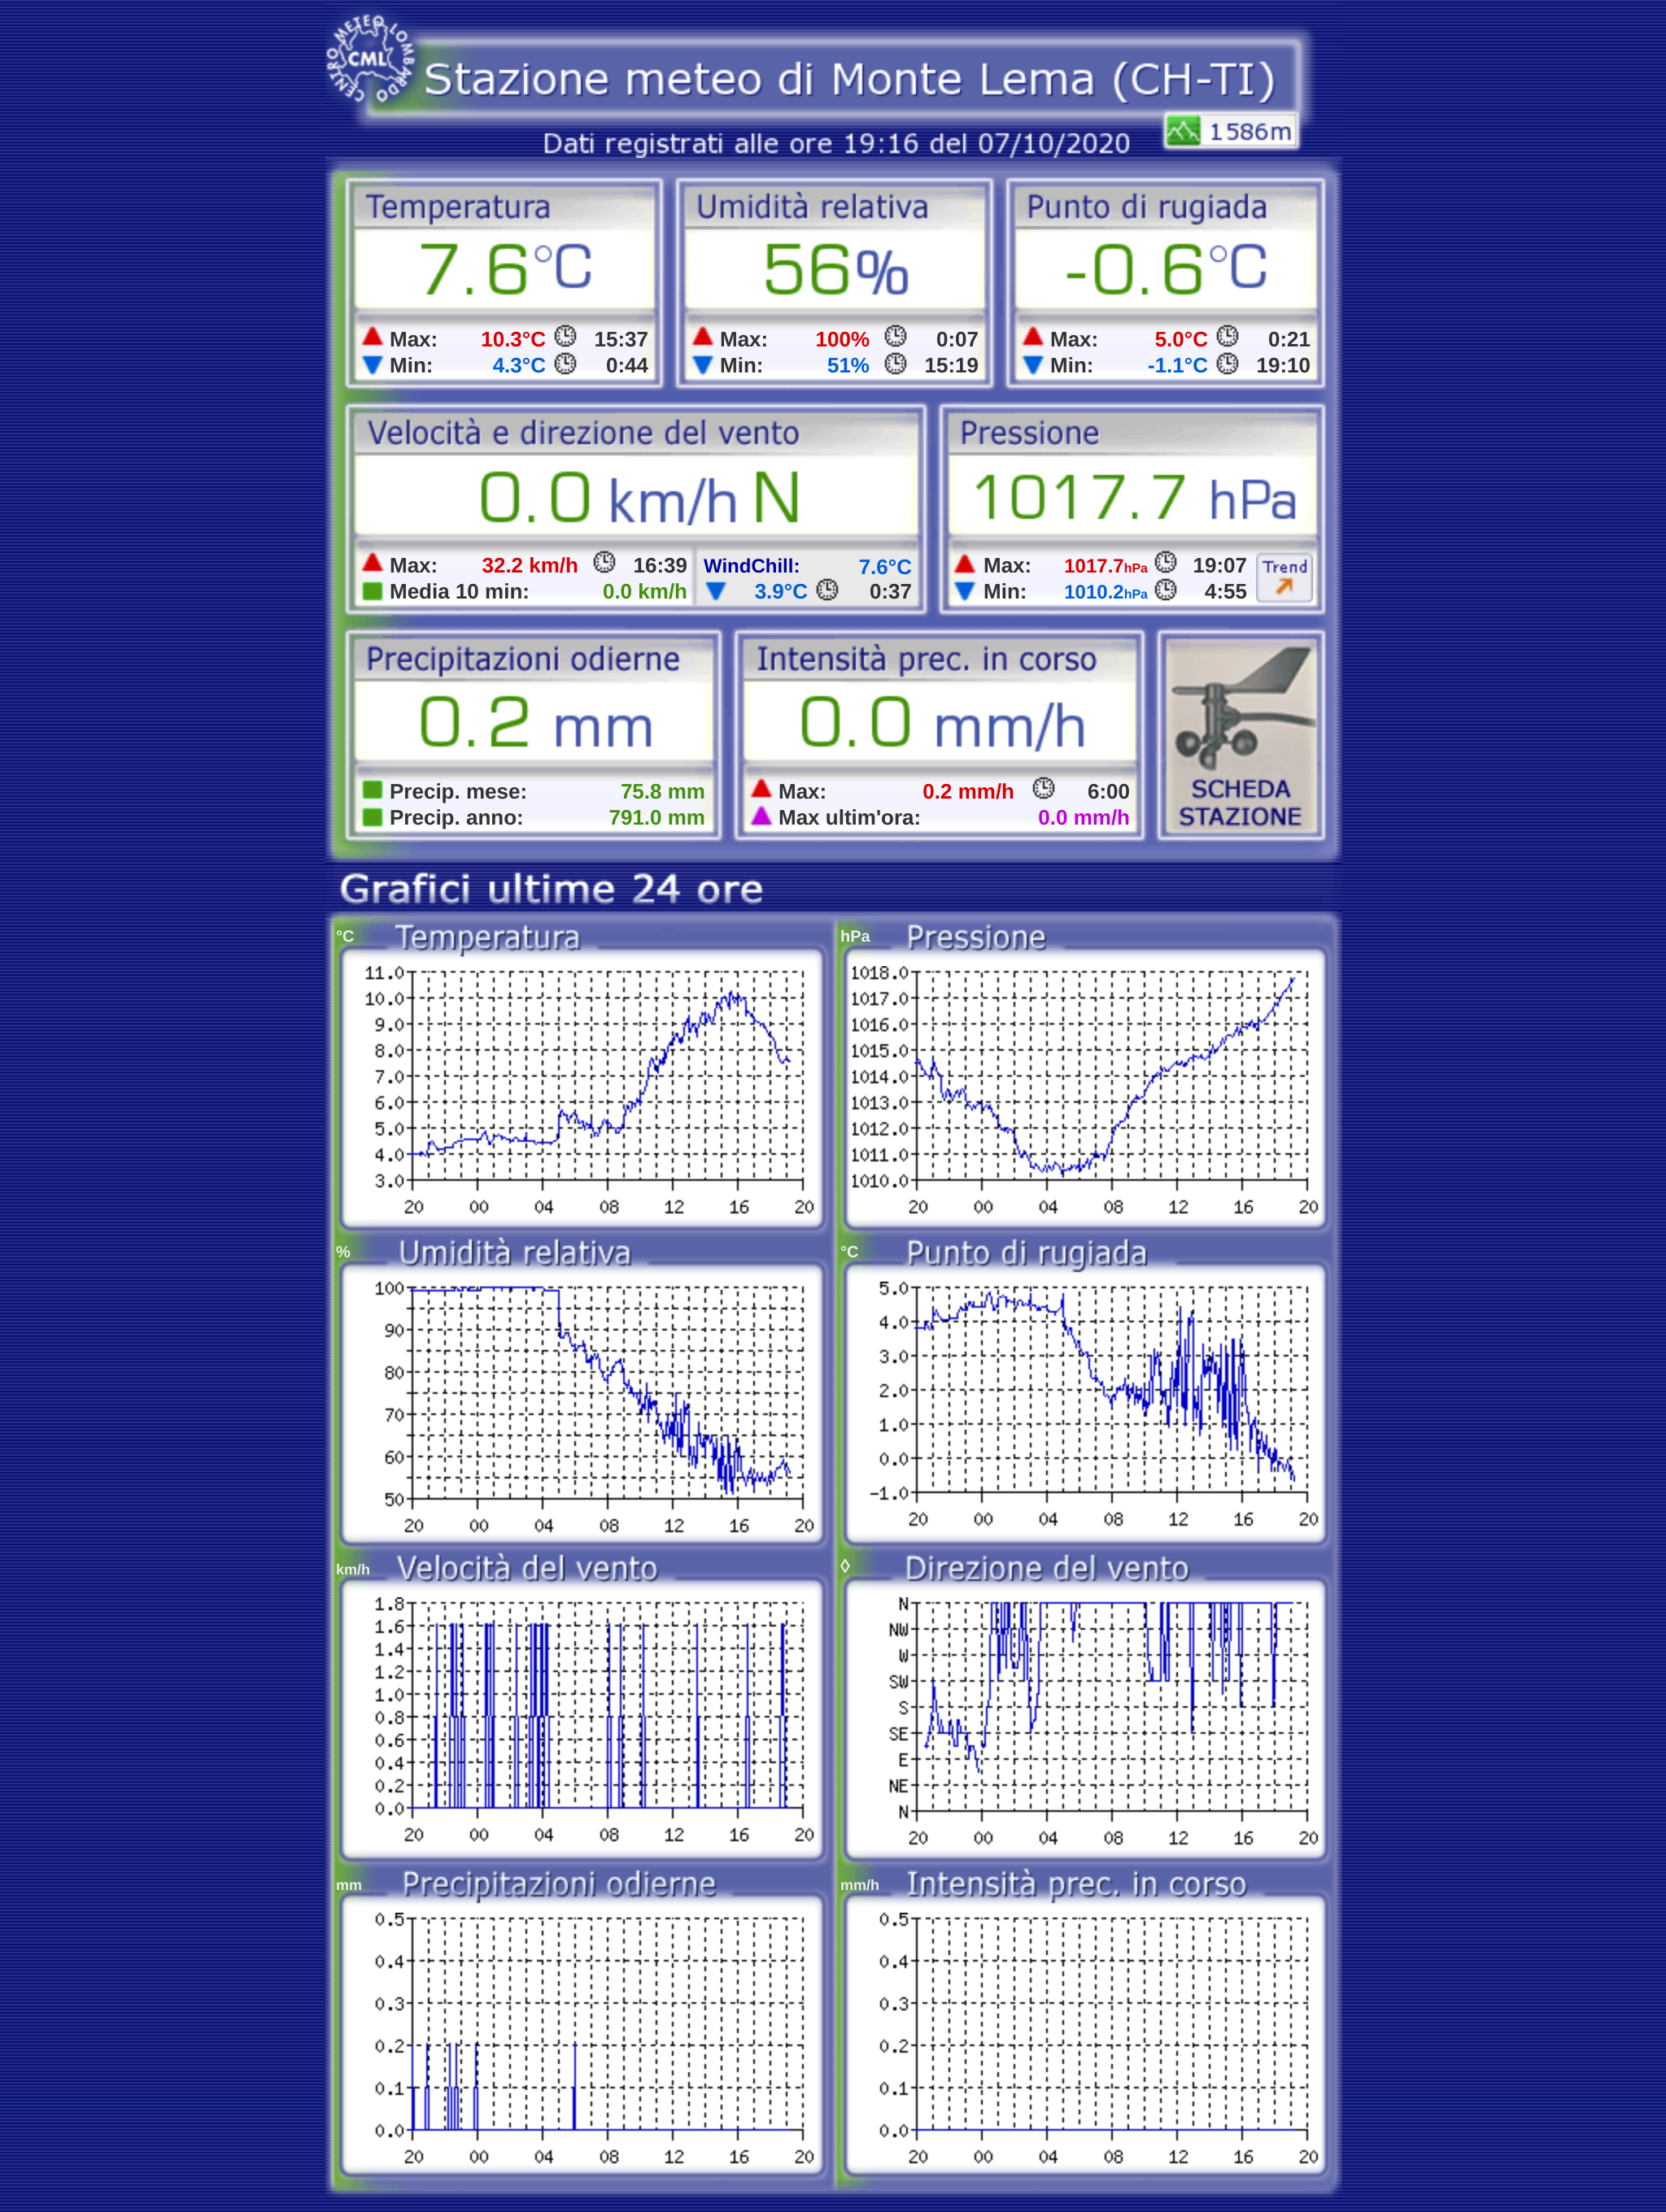 CENTRO METEO LOMBARDO
CML
Stazione meteo di Monte Lema (CH-TI)
Dati registrati alle ore 19:16 del 07/10/2020
1586m
Temperatura
7.6°C
Max: 10.3°C 15:37
Min: 4.3°C 0:44
Umidità relativa
56%
Max: 100% 0:07
Min: 51% 15:19
Punto di rugiada
-0.6°C
Max: 5.0°C 0:21
Min: -1.1°C 19:10
Velocità e direzione del vento
0.0 km/h N
Max: 32.2 km/h 16:39
Media 10 min: 0.0 km/h
WindChill: 7.6°C
3.9°C 0:37
Pressione
1017.7 hPa
Max: 1017.7hPa 19:07
Min: 1010.2hPa 4:55
Trend
Precipitazioni odierne
0.2 mm
Precip. mese: 75.8 mm
Precip. anno: 791.0 mm
Intensità prec. in corso
0.0 mm/h
Max: 0.2 mm/h 6:00
Max ultim'ora: 0.0 mm/h
SCHEDA
STAZIONE
Grafici ultime 24 ore
°C Temperatura
11.0
10.0
9.0
8.0
7.0
6.0
5.0
4.0
3.0
20 00 04 08 12 16 20
hPa Pressione
1018.0
1017.0
1016.0
1015.0
1014.0
1013.0
1012.0
1011.0
1010.0
20 00 04 08 12 16 20
% Umidità relativa
100
90
80
70
60
50
20 00 04 08 12 16 20
°C Punto di rugiada
5.0
4.0
3.0
2.0
1.0
0.0
-1.0
20 00 04 08 12 16 20
km/h Velocità del vento
1.8
1.6
1.4
1.2
1.0
0.8
0.6
0.4
0.2
0.0
20 00 04 08 12 16 20
◊ Direzione del vento
N
NW
W
SW
S
SE
E
NE
N
20 00 04 08 12 16 20
mm Precipitazioni odierne
0.5
0.4
0.3
0.2
0.1
0.0
20 00 04 08 12 16 20
mm/h Intensità prec. in corso
0.5
0.4
0.3
0.2
0.1
0.0
20 00 04 08 12 16 20